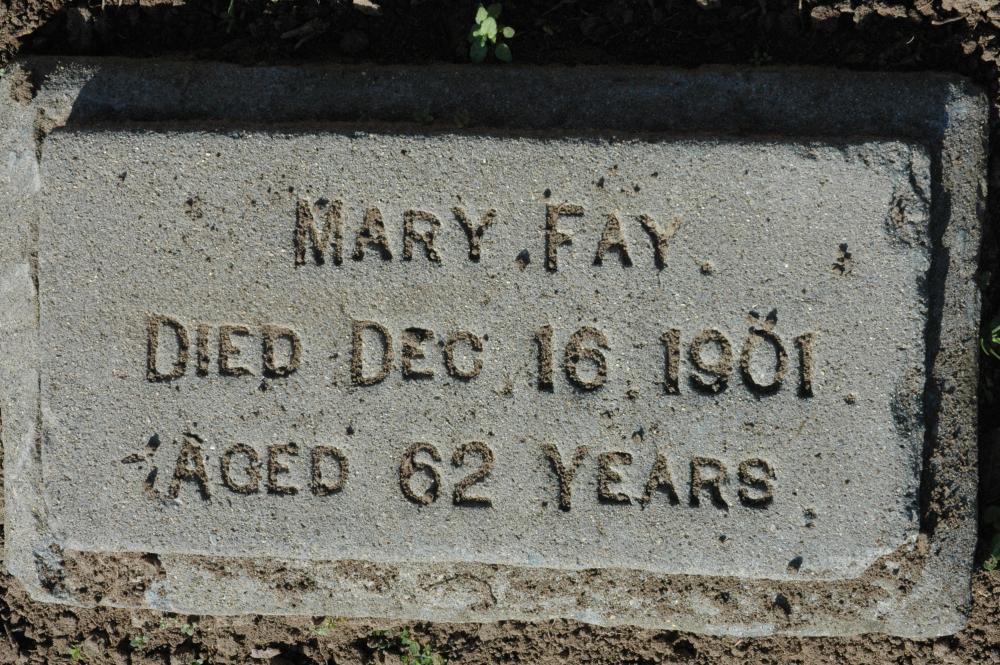 MARY FAY
DIED DEC 16 1901
AGED 62 YEARS